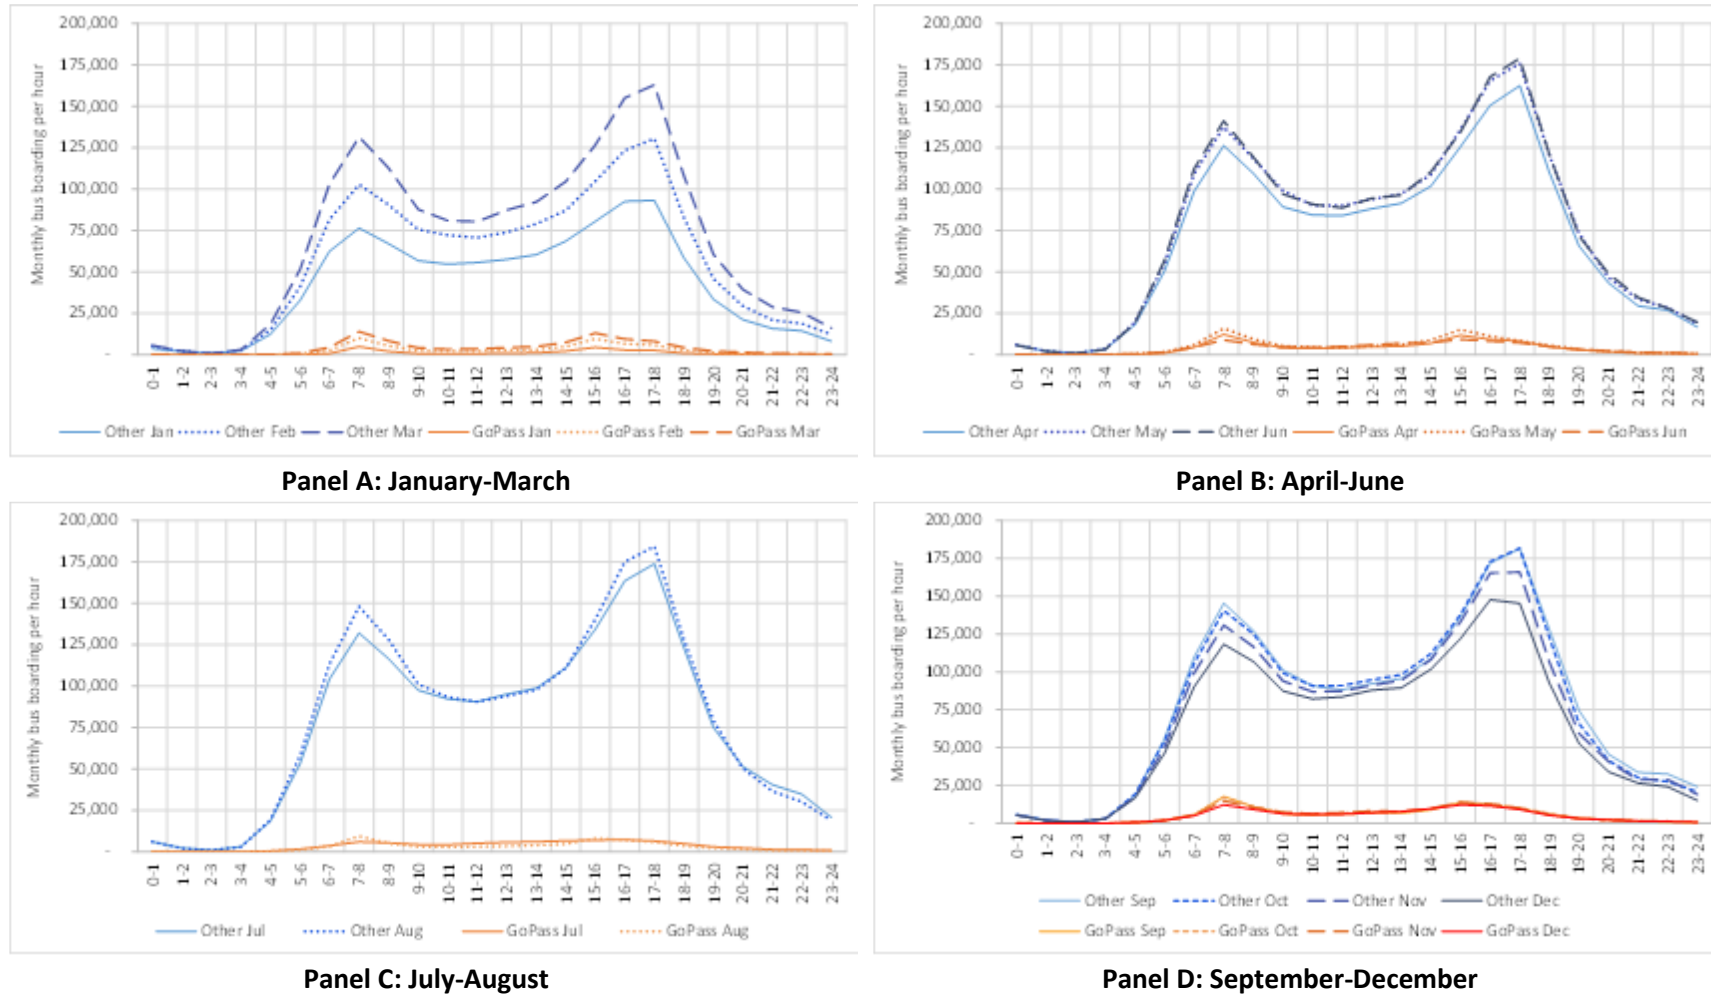 200,000
175,000
150,000
125,000
100,000
75,000
50,000
25,000
-
Monthly bus boarding per hour
0-1 1-2 2-3 3-4 4-5 5-6 6-7 7-8 8-9 9-10 10-11 11-12 12-13 13-14 14-15 15-16 16-17 17-18 18-19 19-20 20-21 21-22 22-23 23-24
Other Jan Other Feb Other Mar GoPass Jan GoPass Feb GoPass Mar
Panel A: January-March
200,000
175,000
150,000
125,000
100,000
75,000
50,000
25,000
-
Monthly bus boarding per hour
0-1 1-2 2-3 3-4 4-5 5-6 6-7 7-8 8-9 9-10 10-11 11-12 12-13 13-14 14-15 15-16 16-17 17-18 18-19 19-20 20-21 21-22 22-23 23-24
Other Apr Other May Other Jun GoPass Apr GoPass May GoPass Jun
Panel B: April-June
200,000
175,000
150,000
125,000
100,000
75,000
50,000
25,000
-
Monthly bus boarding per hour
0-1 1-2 2-3 3-4 4-5 5-6 6-7 7-8 8-9 9-10 10-11 11-12 12-13 13-14 14-15 15-16 16-17 17-18 18-19 19-20 20-21 21-22 22-23 23-24
Other Jul Other Aug GoPass Jul GoPass Aug
Panel C: July-August
200,000
175,000
150,000
125,000
100,000
75,000
50,000
25,000
-
Monthly bus boarding per hour
0-1 1-2 2-3 3-4 4-5 5-6 6-7 7-8 8-9 9-10 10-11 11-12 12-13 13-14 14-15 15-16 16-17 17-18 18-19 19-20 20-21 21-22 22-23 23-24
Other Sep Other Oct Other Nov Other Dec
GoPass Sep GoPass Oct GoPass Nov GoPass Dec
Panel D: September-December